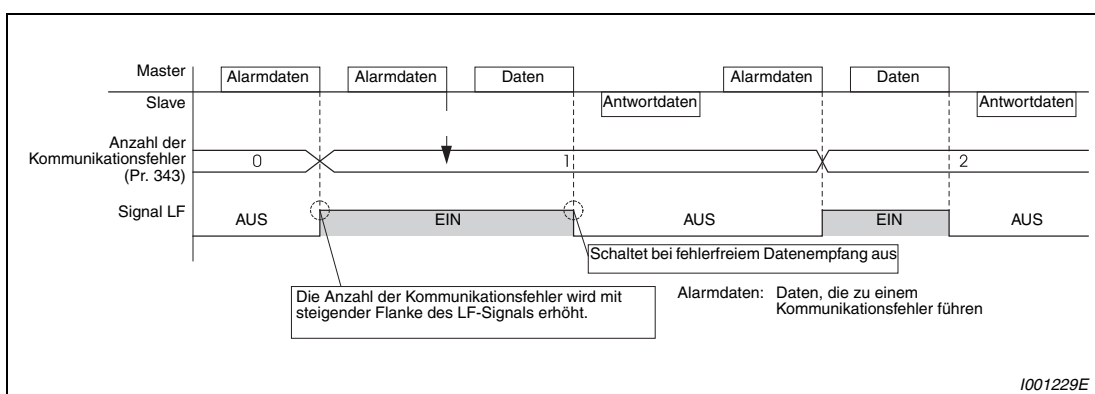 Master
Alarmdaten
Alarmdaten
Daten
Alarmdaten
Daten
Slave
Antwortdaten
Antwortdaten
Anzahl der
Kommunikationsfehler
(Pr. 343)
0
1
2
Signal LF
AUS
EIN
AUS
EIN
AUS
Schaltet bei fehlerfreiem Datenempfang aus
Die Anzahl der Kommunikationsfehler wird mit
steigender Flanke des LF-Signals erhöht.
Alarmdaten: Daten, die zu einem
Kommunikationsfehler führen
I001229E